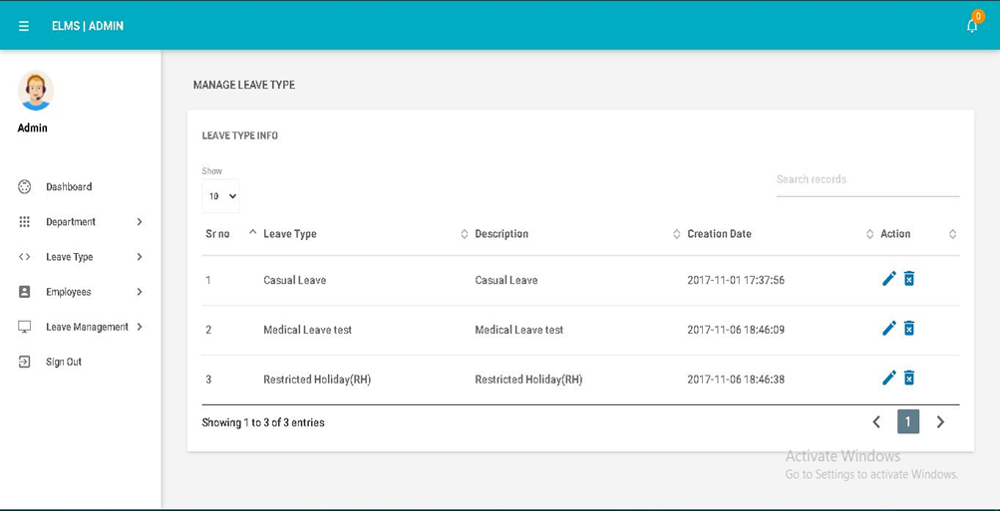 ELMS | ADMIN
0
Admin
Dashboard
Department
Leave Type
Employees
Leave Management
Sign Out
MANAGE LEAVE TYPE
LEAVE TYPE INFO
Show
10
Search records
Sr no Leave Type Description Creation Date Action
1 Casual Leave Casual Leave 2017-11-01 17:37:56
2 Medical Leave test Medical Leave test 2017-11-06 18:46:09
3 Restricted Holiday(RH) Restricted Holiday(RH) 2017-11-06 18:46:38
Showing 1 to 3 of 3 entries 1
Activate Windows
Go to Settings to activate Windows.